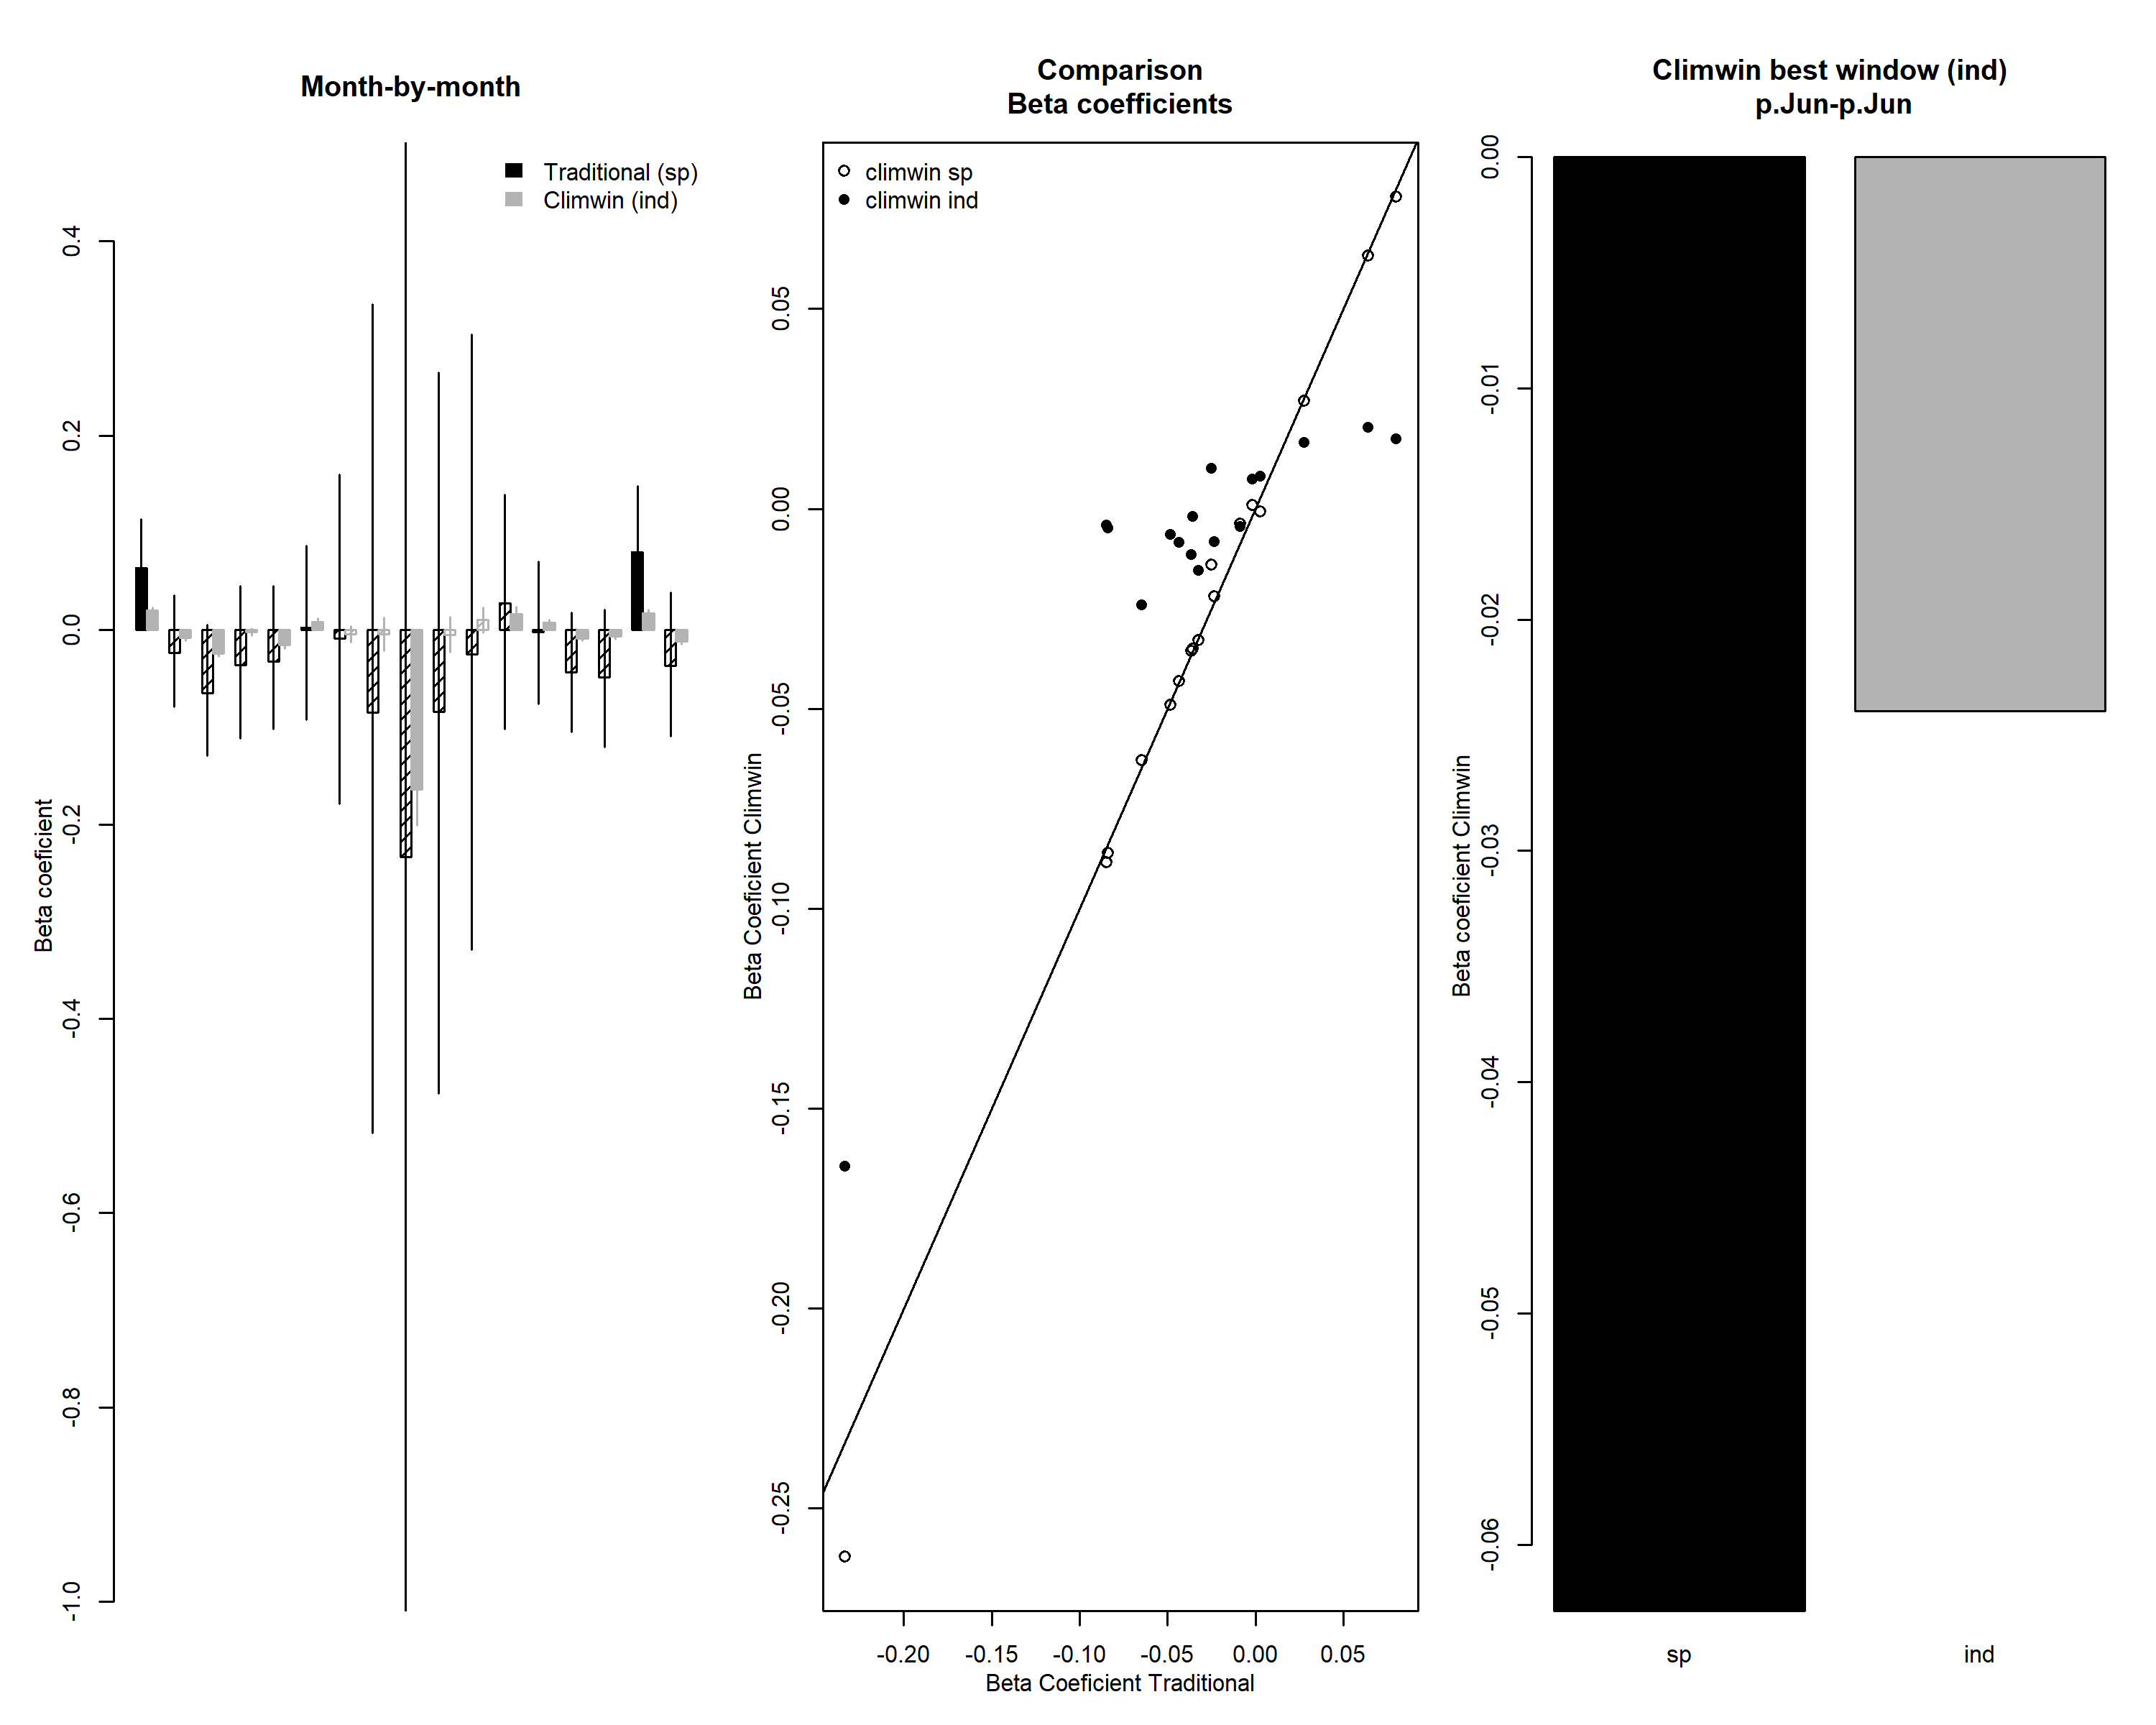 Month-by-month
Traditional (sp)
Climwin (ind)
0.4
0.2
0.0
-0.2
-0.4
-0.6
-0.8
-1.0
Beta coeficient
Comparison
Beta coefficients
climwin sp
climwin ind
0.05
0.00
-0.05
-0.10
-0.15
-0.20
-0.25
Beta Coeficient Climwin
-0.20 -0.15 -0.10 -0.05 0.00 0.05
Beta Coeficient Traditional
Climwin best window (ind)
p.Jun-p.Jun
0.00
-0.01
-0.02
-0.03
-0.04
-0.05
-0.06
Beta coeficient Climwin
sp ind